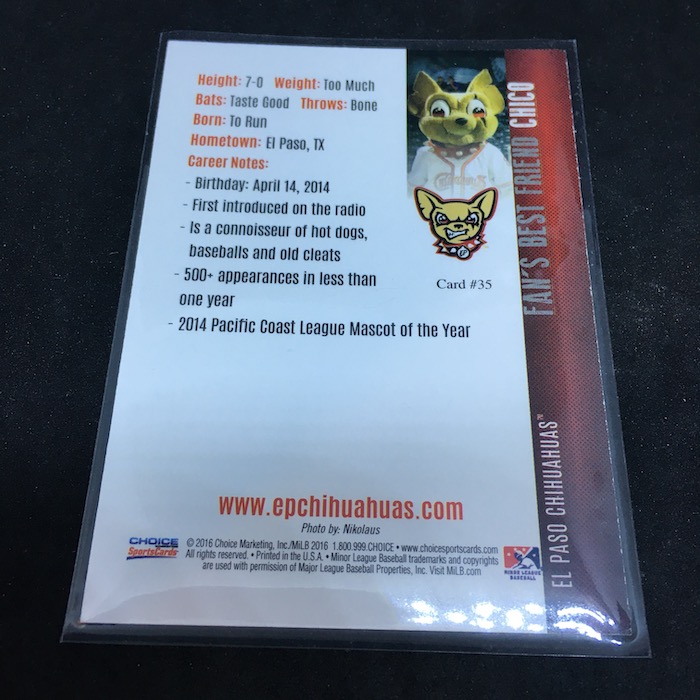 Height: 7-0 Weight: Too Much
Bats: Taste Good Throws: Bone
Born: To Run
Hometown: El Paso, TX
Career Notes:
- Birthday: April 14, 2014
- First introduced on the radio
- Is a connoisseur of hot dogs,
baseballs and old cleats
- 500+ appearances in less than
one year
- 2014 Pacific Coast League Mascot of the Year
Card #35
FAN'S BEST FRIEND CHICO
EL PASO CHIHUAHUAS™
www.epchihuahuas.com
Photo by: Nikolaus
CHOICE
SportsCards
© 2016 Choice Marketing, Inc./MiLB 2016 1.800.999.CHOICE • www.choicesportscards.com
All rights reserved. • Printed in the U.S.A. • Minor League Baseball trademarks and copyrights
are used with permission of Major League Baseball Properties, Inc. Visit MiLB.com
MINOR LEAGUE
BASEBALL